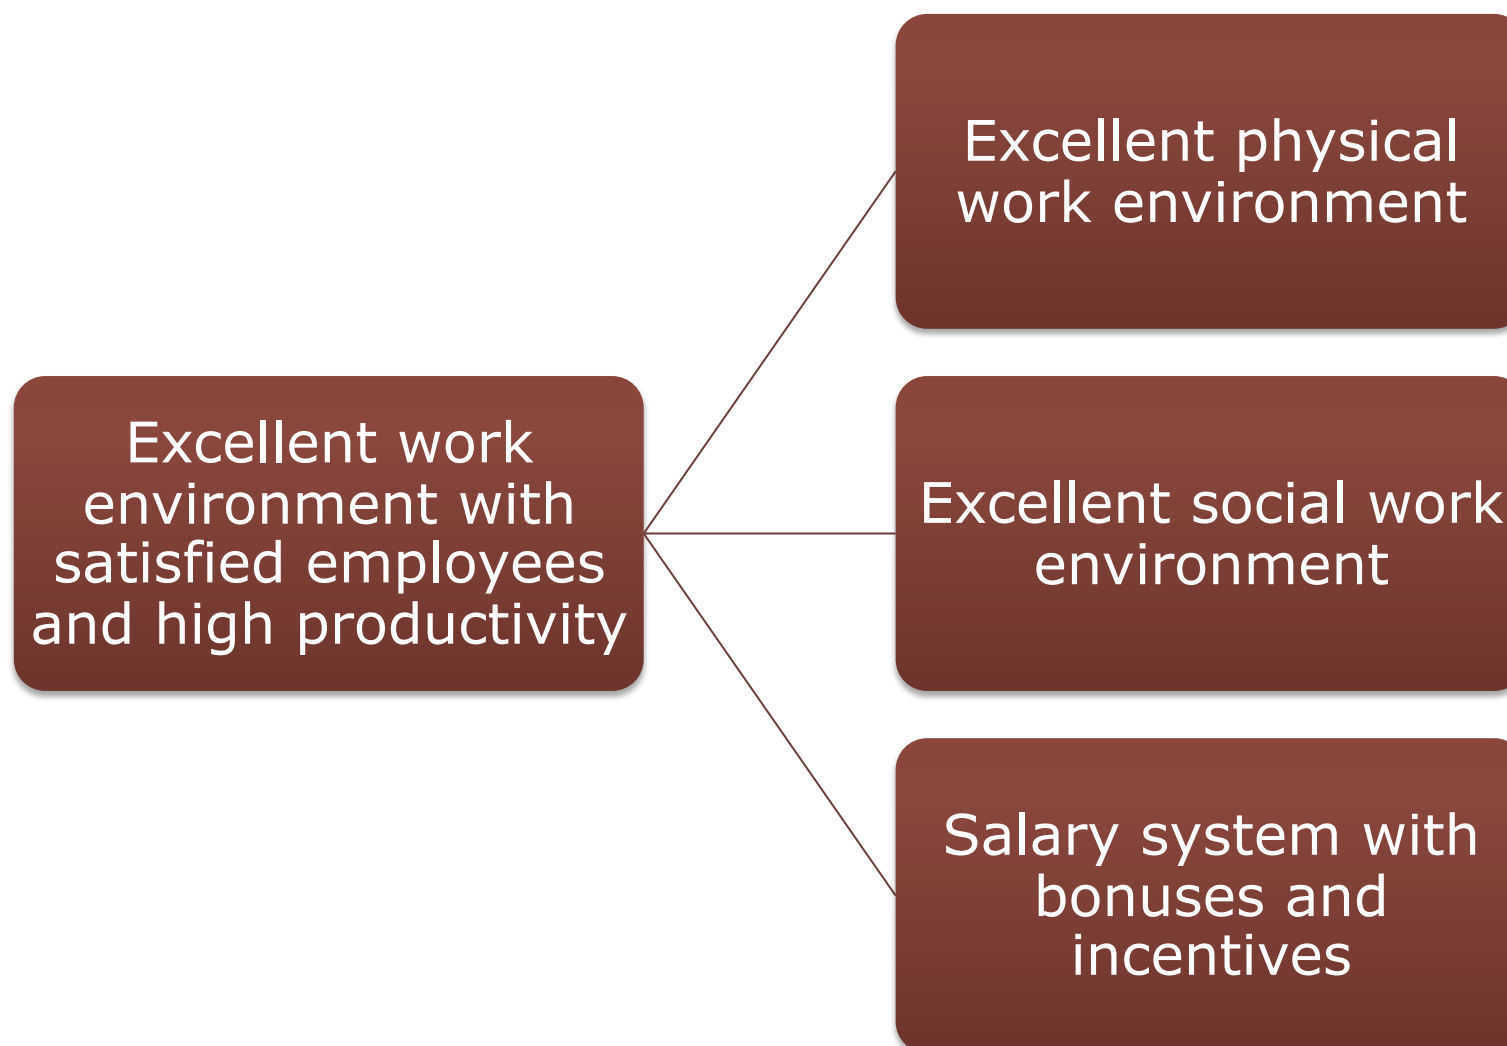 Excellent work
environment with
satisfied employees
and high productivity
Excellent physical
work environment
Excellent social work
environment
Salary system with
bonuses and
incentives